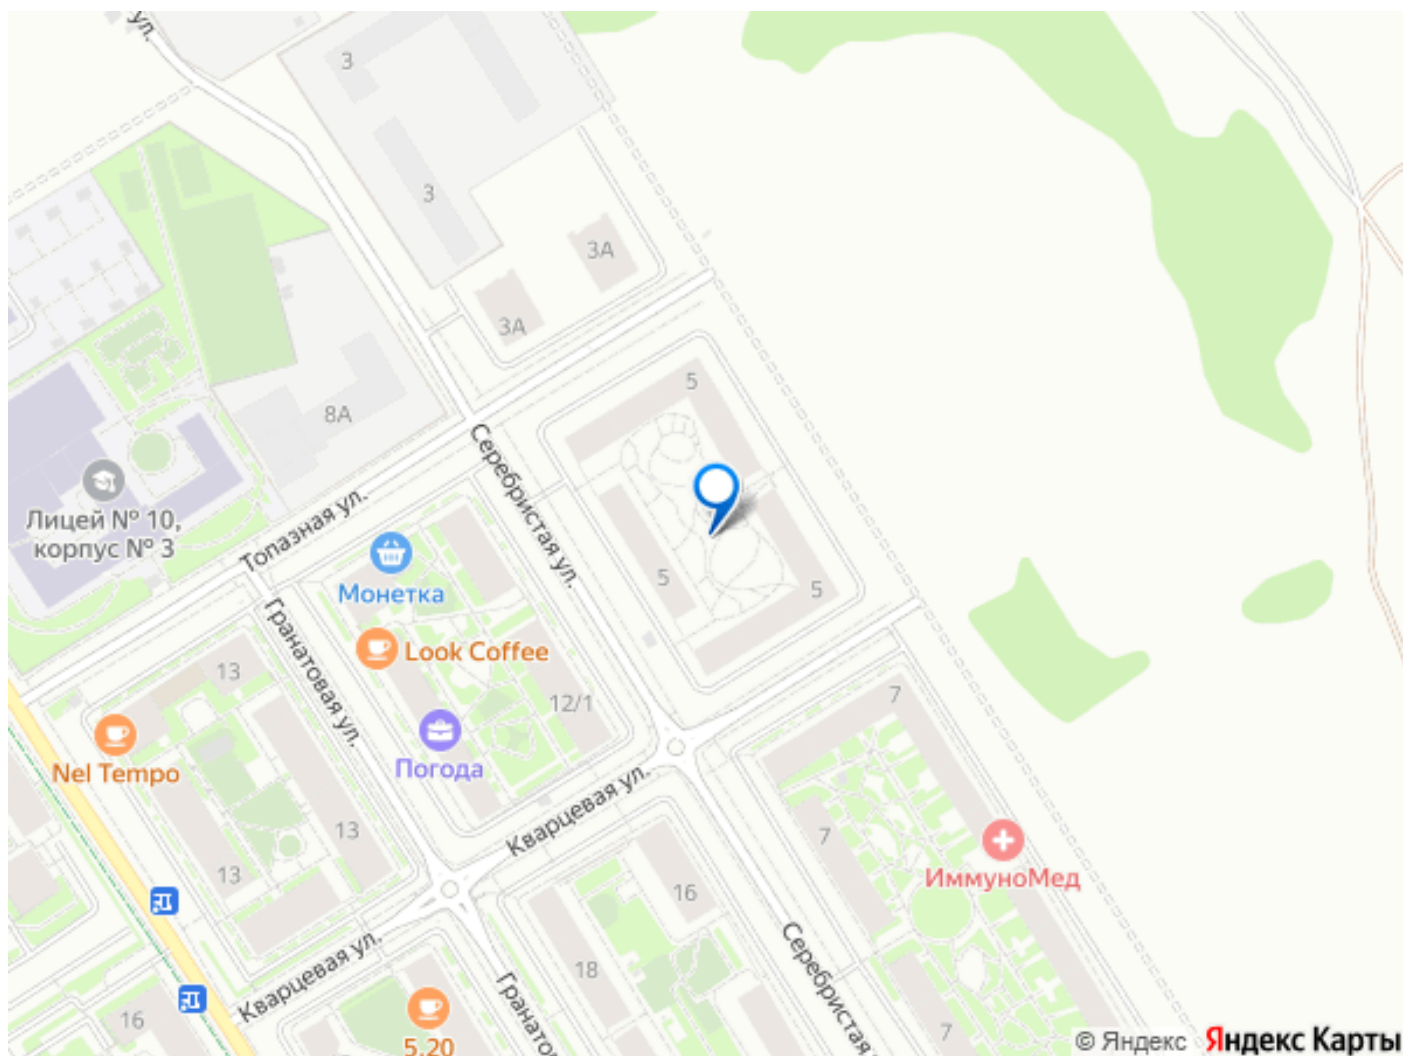 ул.
3
3
3А
3А
8А
5
Серебристая ул.
Лицей № 10,
корпус № 3
Топазная ул.
Монетка
5
5
Гранатовая ул.
Look Coffee
13
12/1
7
Nel Tempo
Погода
Кварцевая ул.
13
7
13
ИммуноМед
16
Кварцевая ул.
18
Серебристая ул.
Гранато
16
5.20
7
© Яндекс Яндекс Карты